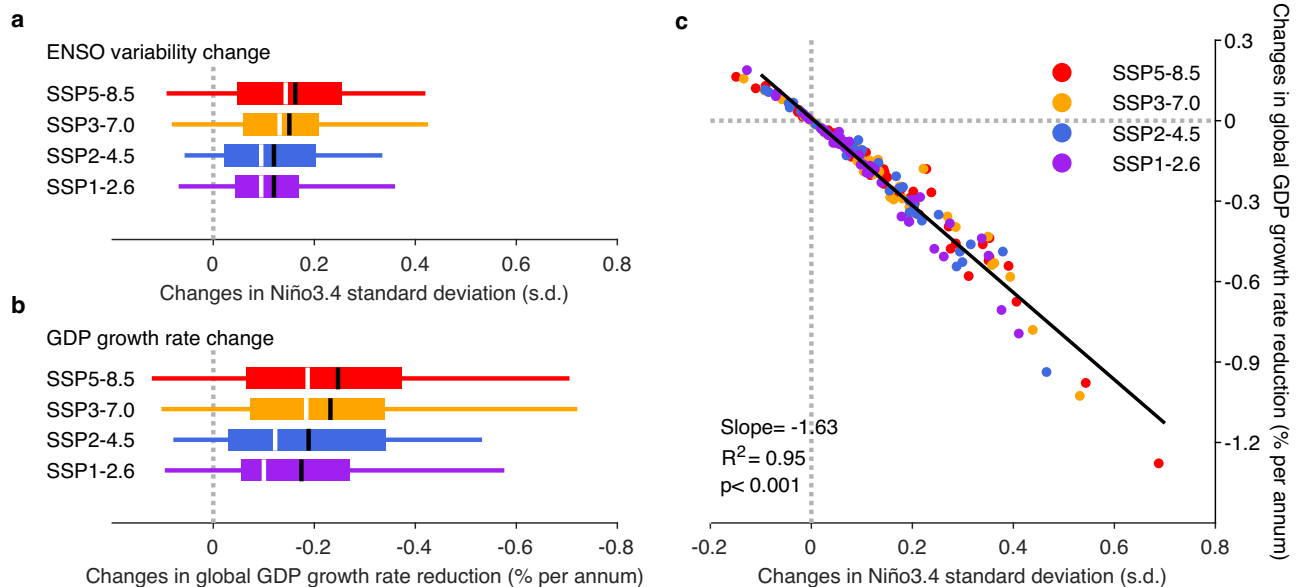 a
ENSO variability change
SSP5-8.5
SSP3-7.0
SSP2-4.5
SSP1-2.6
0 0.2 0.4 0.6 0.8
Changes in Niño3.4 standard deviation (s.d.)
b
GDP growth rate change
SSP5-8.5
SSP3-7.0
SSP2-4.5
SSP1-2.6
0 -0.2 -0.4 -0.6 -0.8
Changes in global GDP growth rate reduction (% per annum)
c
SSP5-8.5
SSP3-7.0
SSP2-4.5
SSP1-2.6
Slope= -1.63
R² = 0.95
p< 0.001
0.3
0
-0.3
-0.6
-0.9
-1.2
Changes in global GDP growth rate reduction (% per annum)
-0.2 0 0.2 0.4 0.6 0.8
Changes in Niño3.4 standard deviation (s.d.)